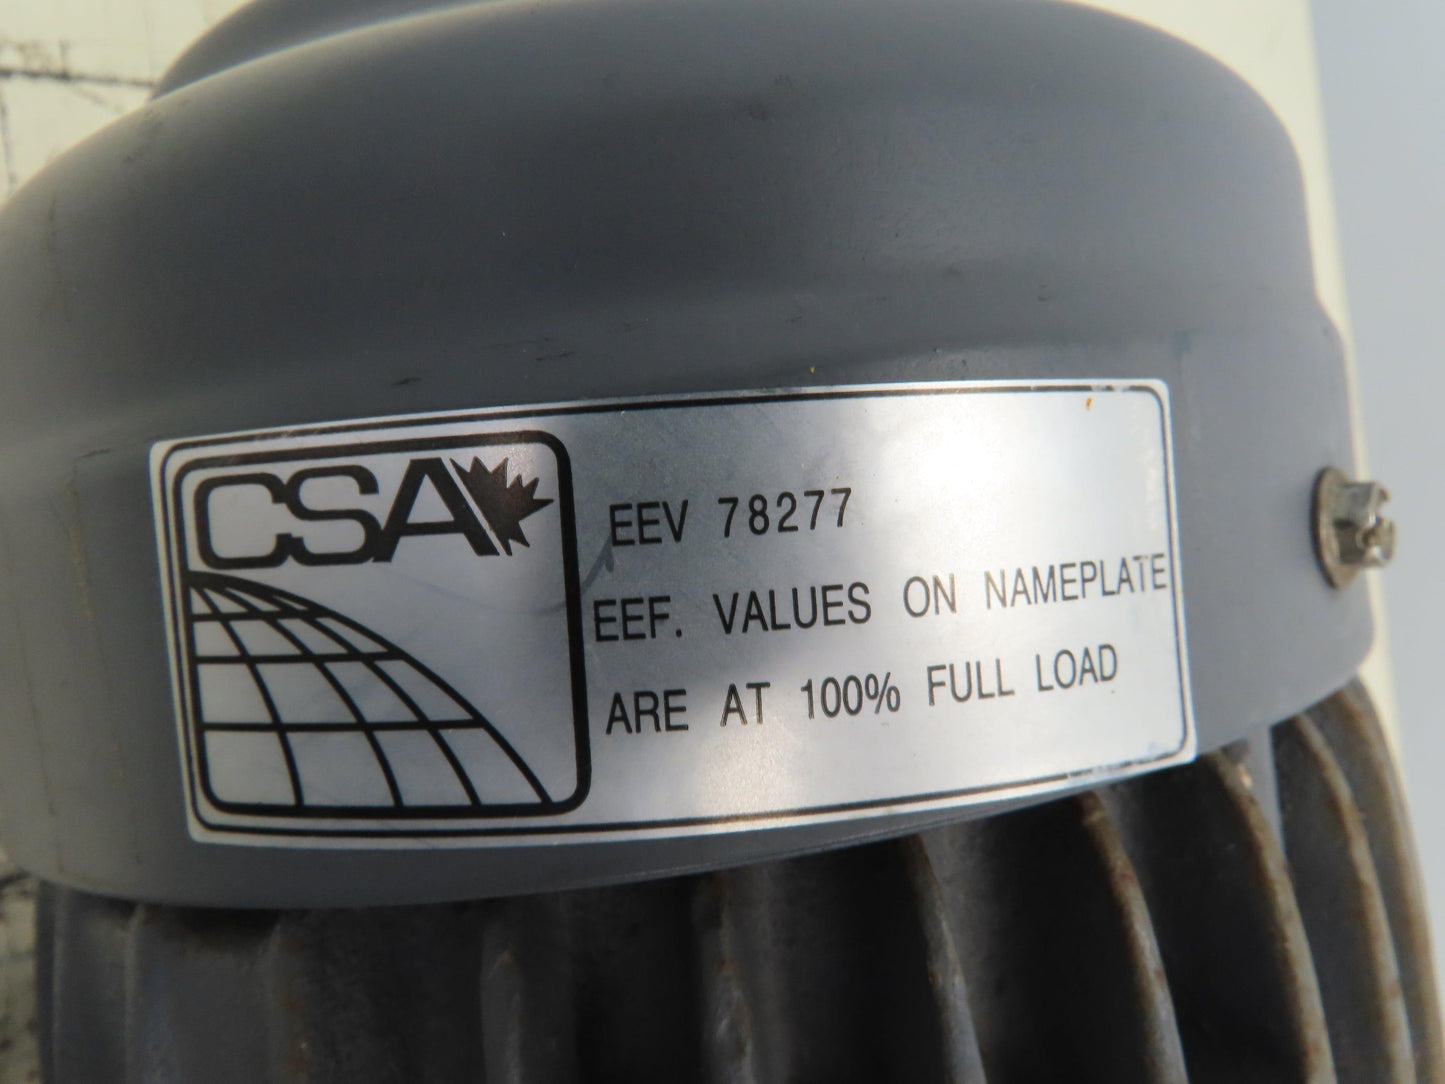 CSA
EEV 78277
EEF. VALUES ON NAMEPLATE
ARE AT 100% FULL LOAD